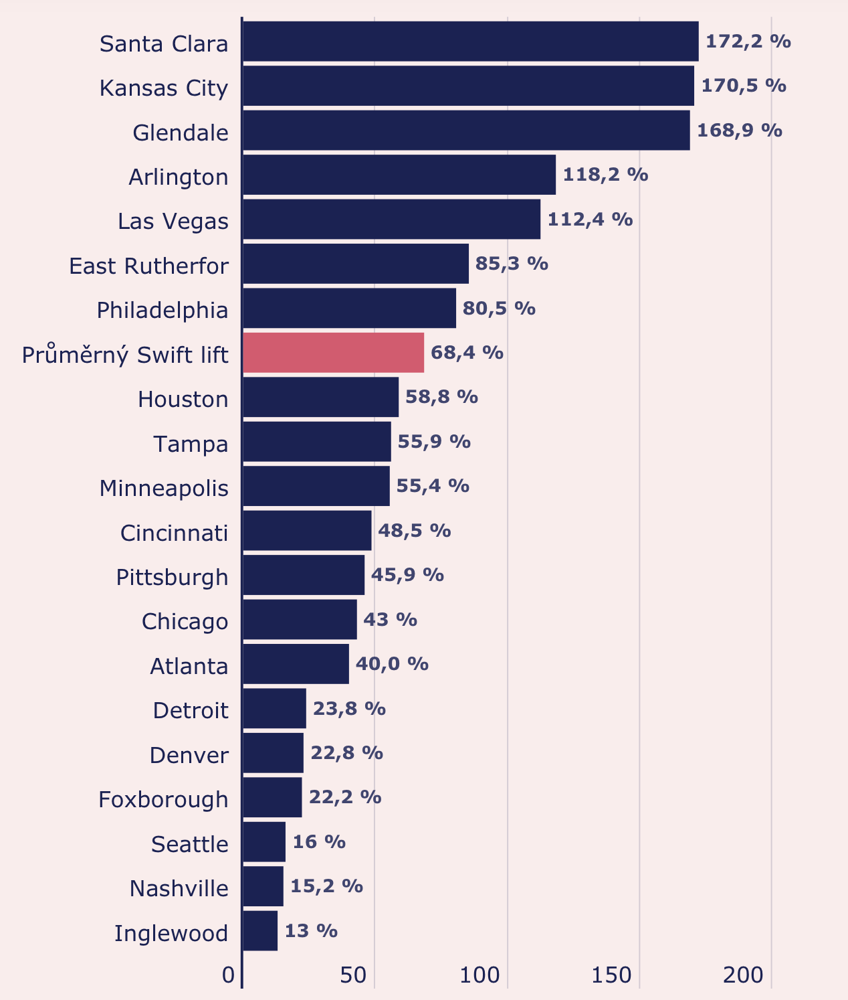 Santa Clara 172,2 %
Kansas City 170,5 %
Glendale 168,9 %
Arlington 118,2 %
Las Vegas 112,4 %
East Rutherfor 85,3 %
Philadelphia 80,5 %
Průměrný Swift lift 68,4 %
Houston 58,8 %
Tampa 55,9 %
Minneapolis 55,4 %
Cincinnati 48,5 %
Pittsburgh 45,9 %
Chicago 43 %
Atlanta 40,0 %
Detroit 23,8 %
Denver 22,8 %
Foxborough 22,2 %
Seattle 16 %
Nashville 15,2 %
Inglewood 13 %
0 50 100 150 200